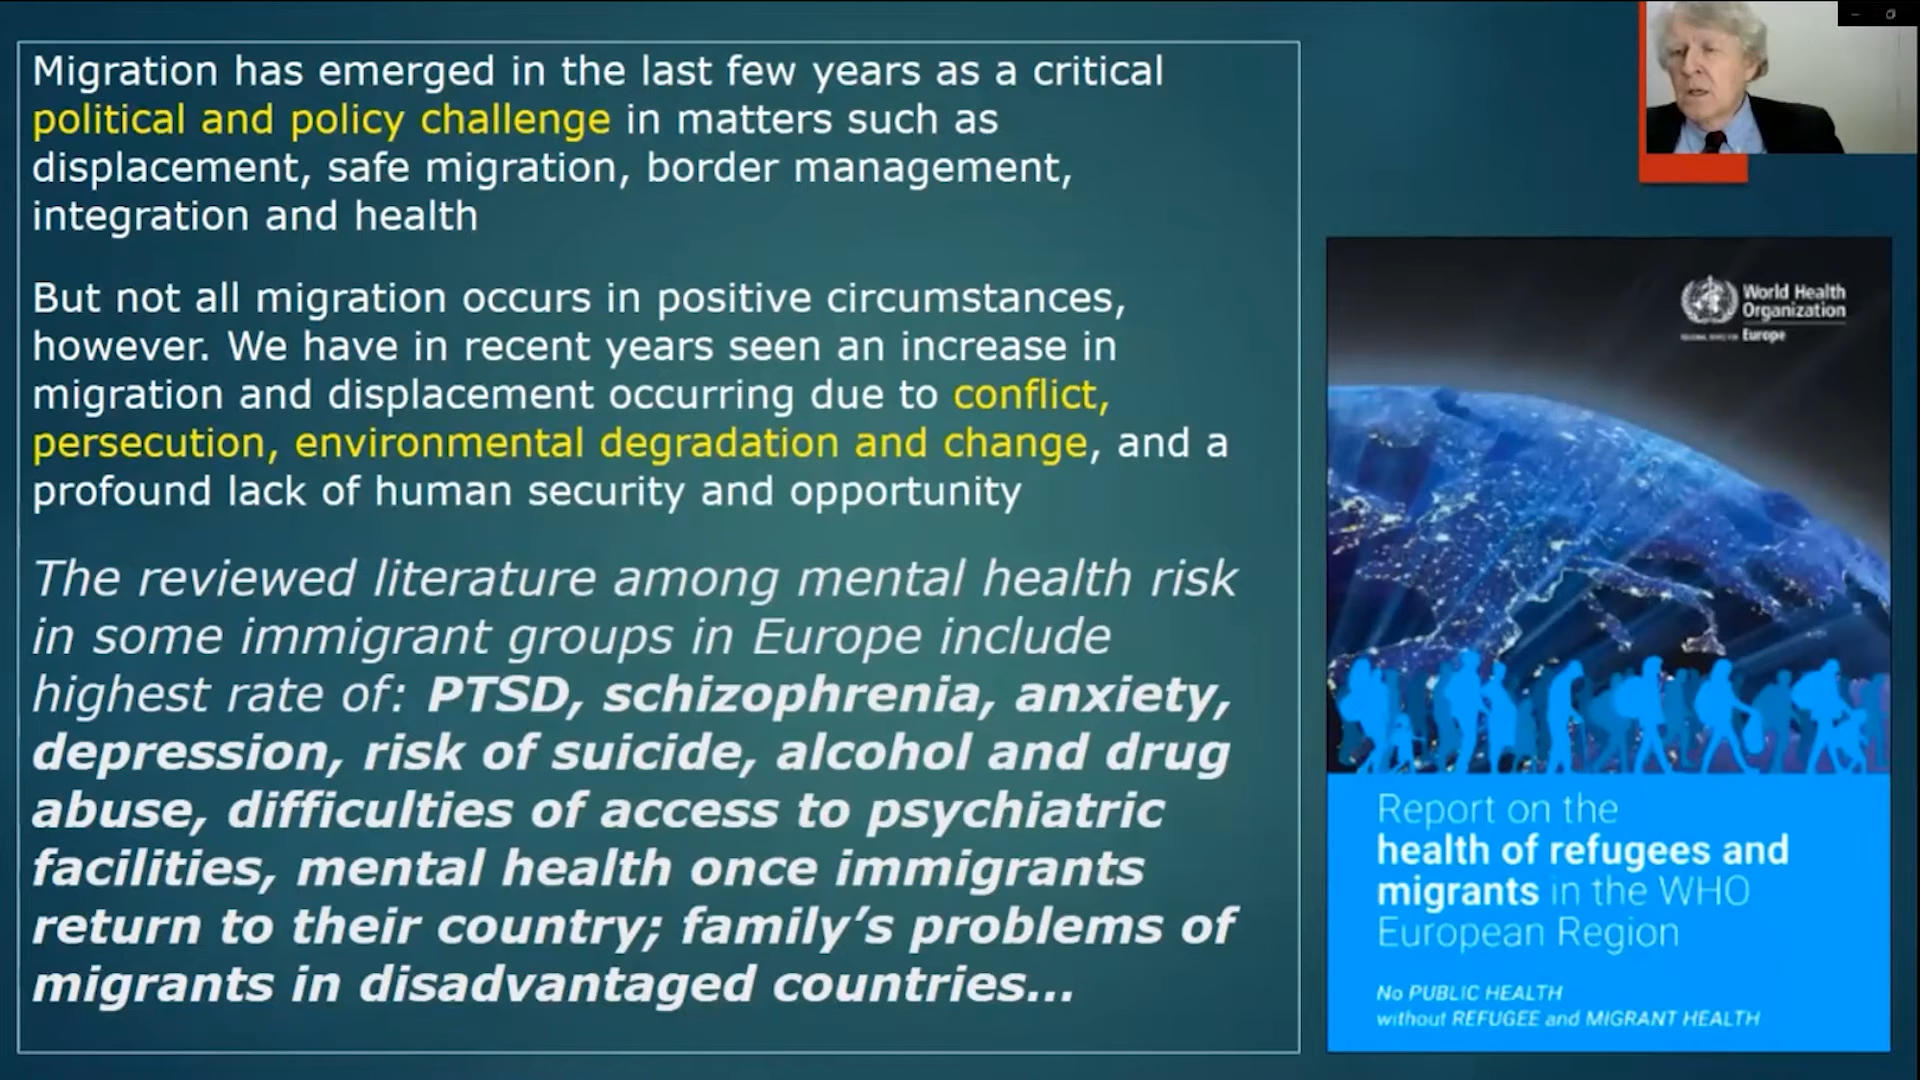 Migration has emerged in the last few years as a critical
political and policy challenge in matters such as
displacement, safe migration, border management,
integration and health
But not all migration occurs in positive circumstances,
however. We have in recent years seen an increase in
migration and displacement occurring due to conflict,
persecution, environmental degradation and change, and a
profound lack of human security and opportunity
The reviewed literature among mental health risk
in some immigrant groups in Europe include
highest rate of: PTSD, schizophrenia, anxiety,
depression, risk of suicide, alcohol and drug
abuse, difficulties of access to psychiatric
facilities, mental health once immigrants
return to their country; family’s problems of
migrants in disadvantaged countries...
World Health
Organization
Europe
Report on the
health of refugees and
migrants in the WHO
European Region
No PUBLIC HEALTH
without REFUGEE and MIGRANT HEALTH